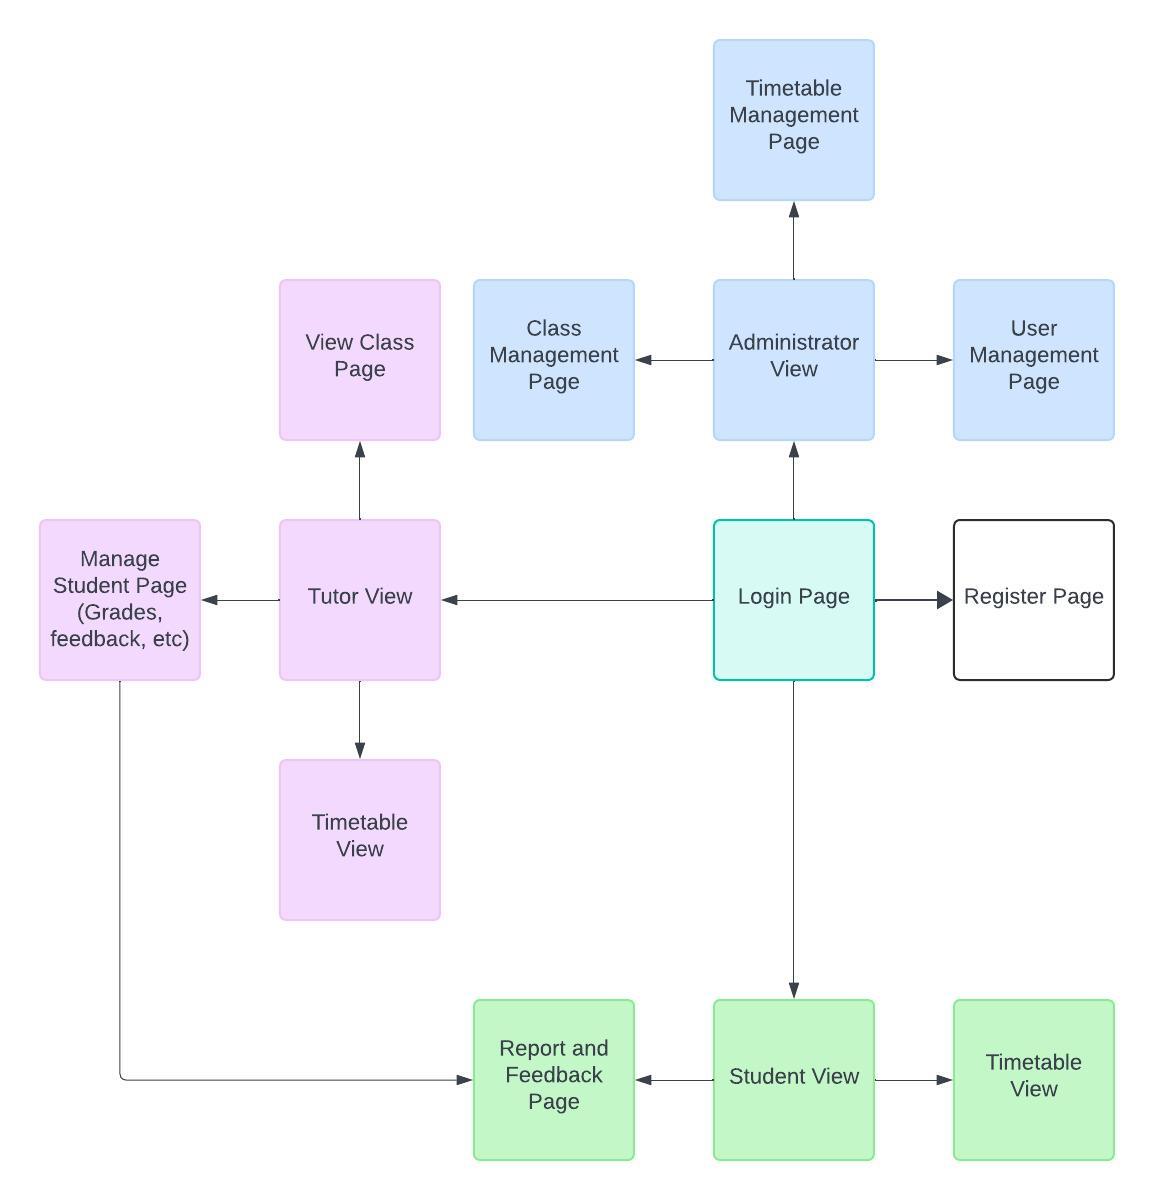 Timetable
Management
Page
View Class
Page
Class
Management
Page
Administrator
View
User
Management
Page
Manage
Student Page
(Grades,
feedback, etc)
Tutor View
Login Page
Register Page
Timetable
View
Report and
Feedback
Page
Student View
Timetable
View